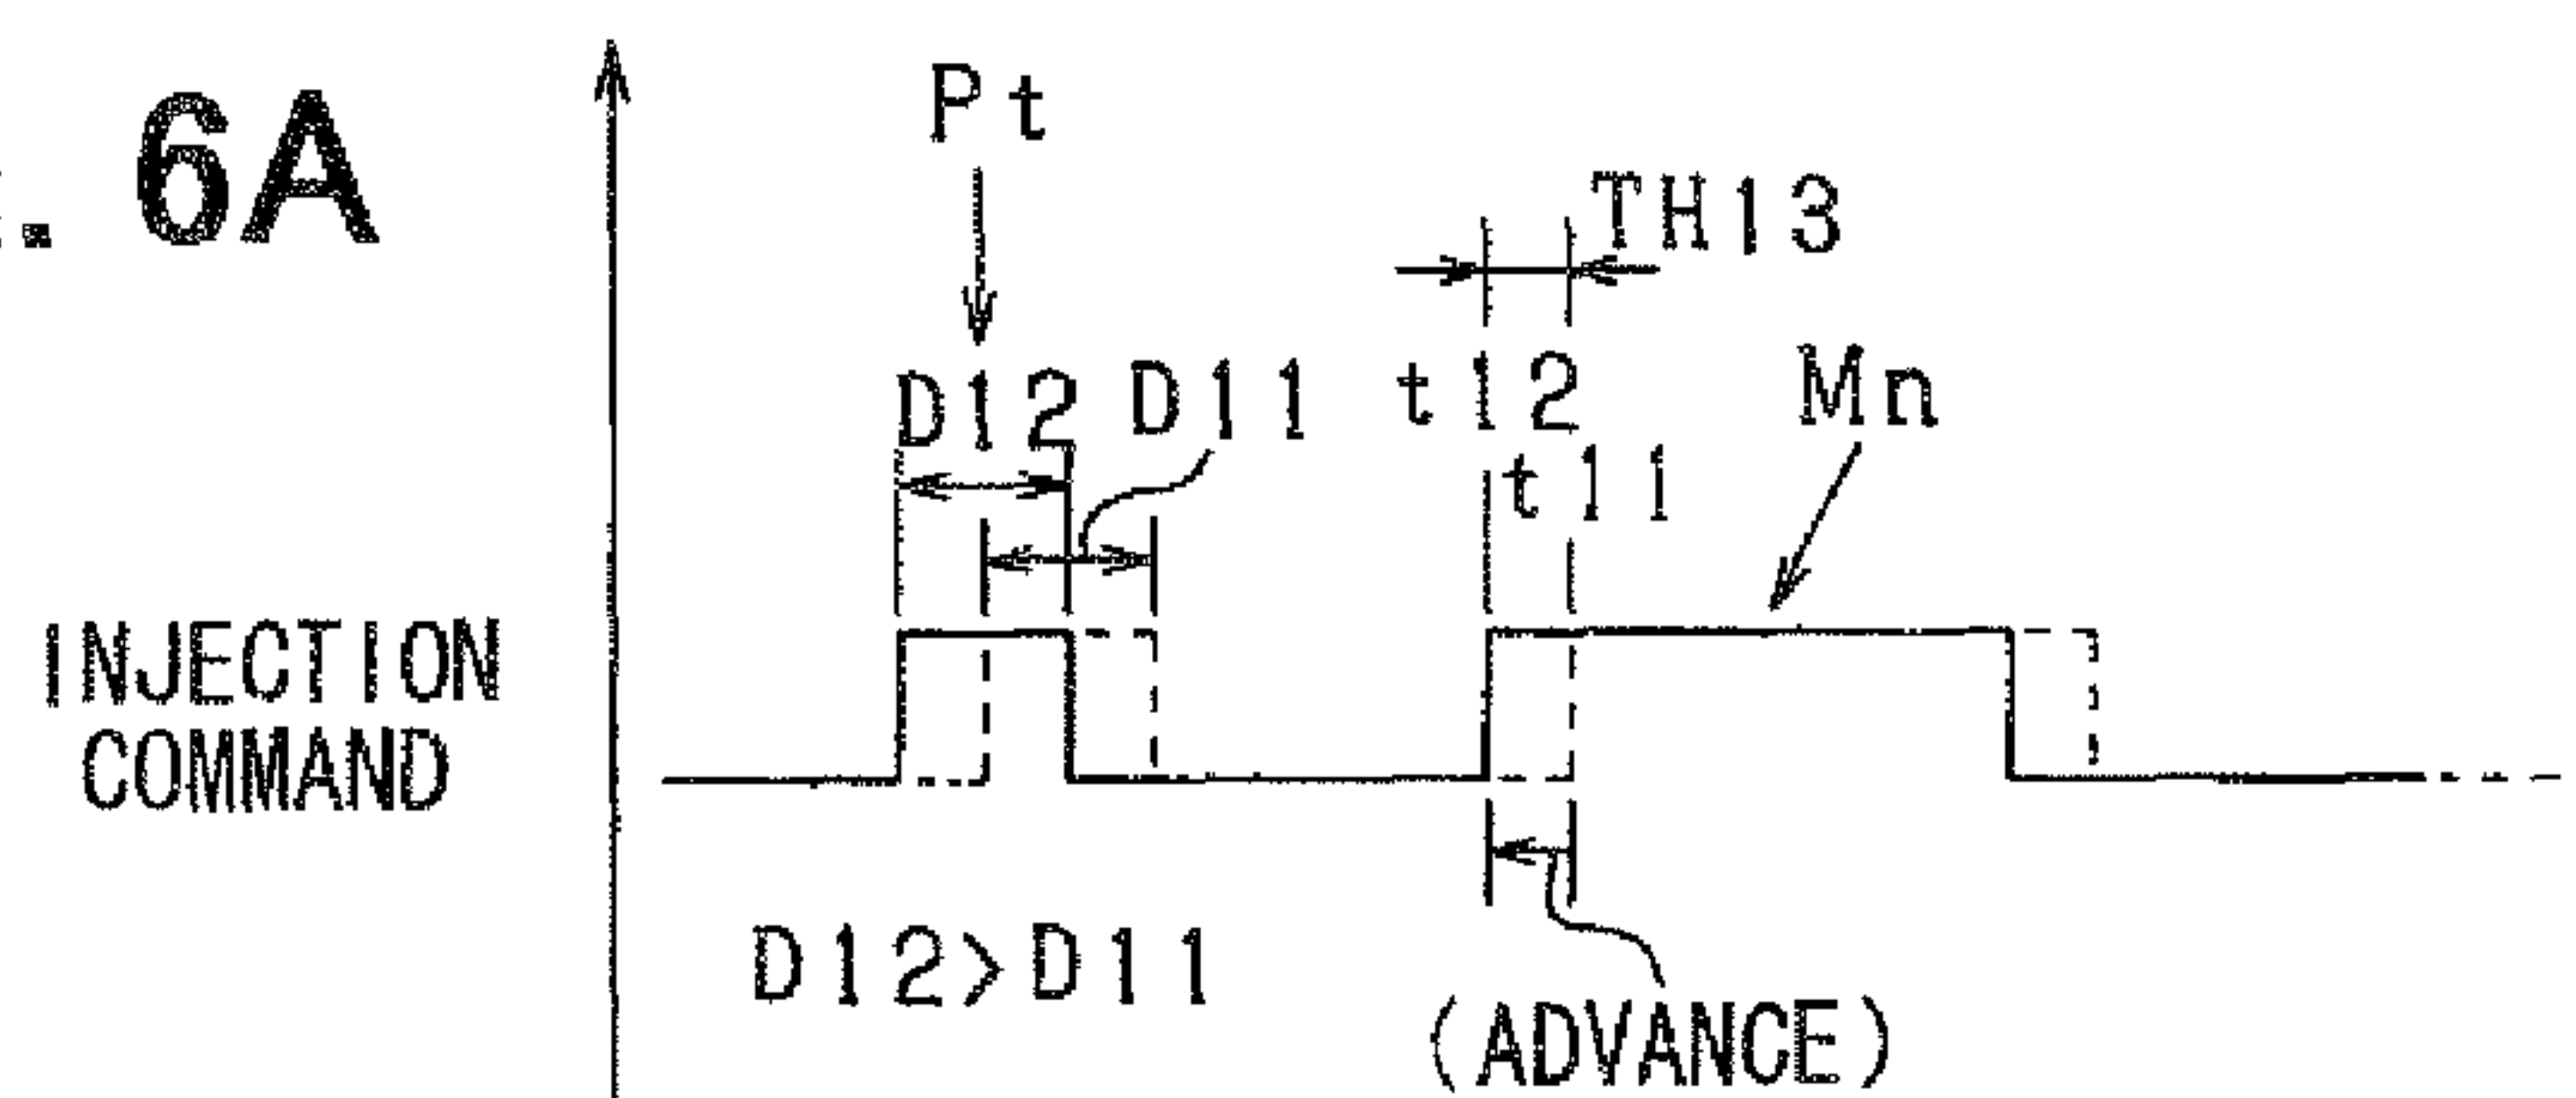 . 6A
Pt
TH13
D12 D11 t12 Mn
t11
INJECTION
COMMAND
D12>D11
(ADVANCE)